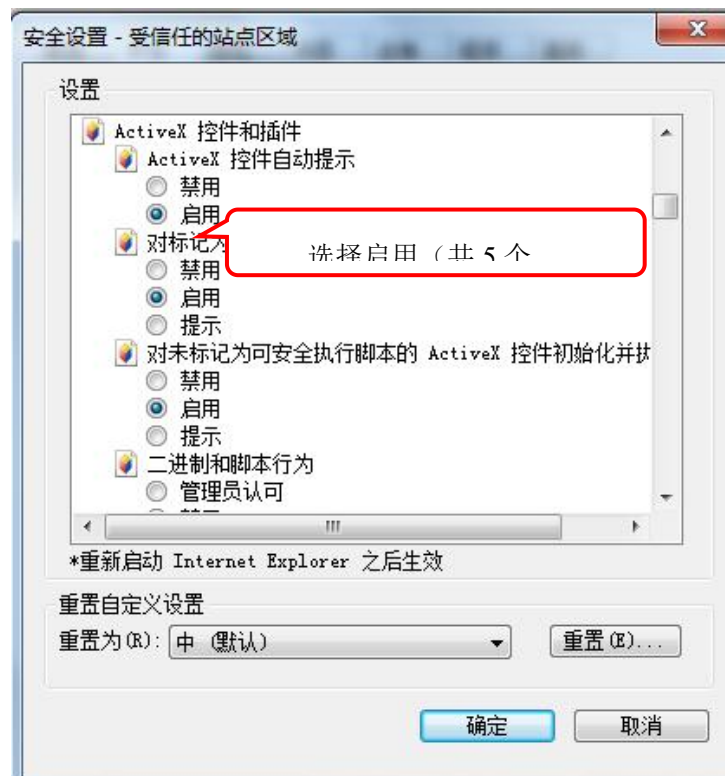 安全设置 - 受信任的站点区域
设置
ActiveX 控件和插件
ActiveX 控件自动提示
禁用
启用
对标记为
选择启用（共 5 个
禁用
启用
提示
对未标记为可安全执行脚本的 ActiveX 控件初始化并执
禁用
启用
提示
二进制和脚本行为
管理员认可
*重新启动 Internet Explorer 之后生效
重置自定义设置
重置为(R): 中 (默认)
重置(E)...
确定 取消